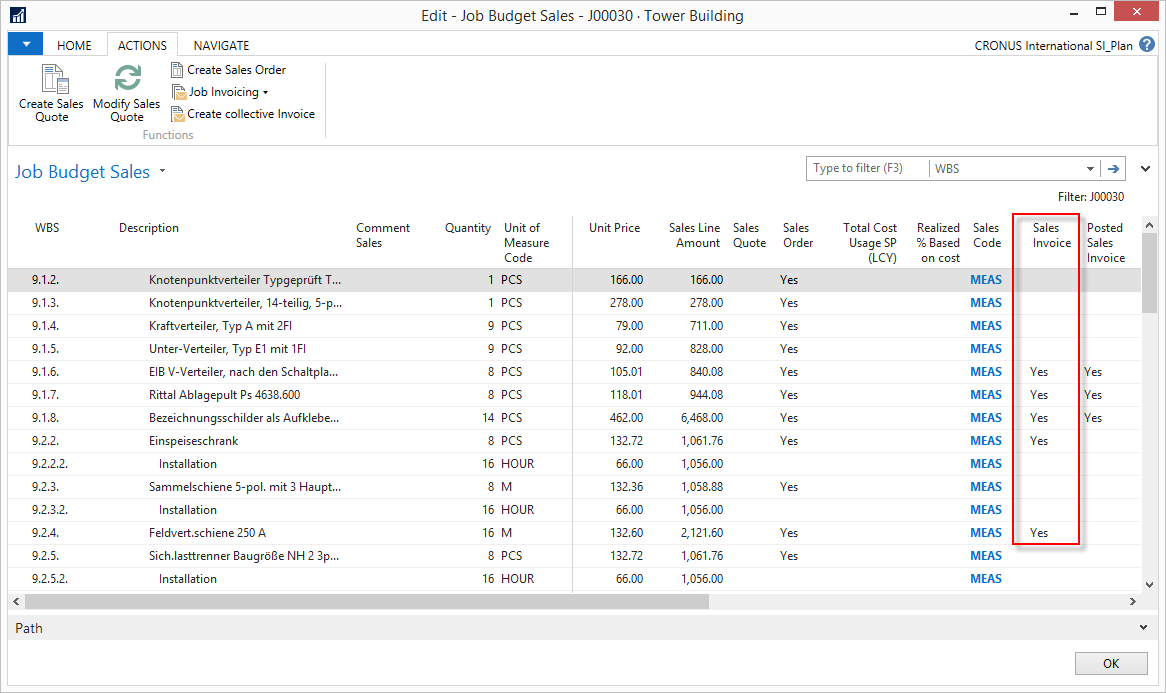 Edit - Job Budget Sales - J00030 · Tower Building
HOME ACTIONS NAVIGATE CRONUS International SI_Plan ?
Create Sales Quote
Modify Sales Quote
Create Sales Order
Job Invoicing
Create collective Invoice
Functions
Job Budget Sales
Type to filter (F3) WBS
Filter: J00030
WBS Description Comment Sales Quantity Unit of Measure Code Unit Price Sales Line Amount Sales Quote Sales Order Total Cost Usage SP (LCY) Realized % Based on cost Sales Code Sales Invoice Posted Sales Invoice
9.1.2. Knotenpunktverteiler Typgeprüft T... 1 PCS 166.00 166.00 Yes MEAS
9.1.3. Knotenpunktverteiler, 14-teilig, 5-p... 1 PCS 278.00 278.00 Yes MEAS
9.1.4. Kraftverteiler, Typ A mit 2FI 9 PCS 79.00 711.00 Yes MEAS
9.1.5. Unter-Verteiler, Typ E1 mit 1FI 9 PCS 92.00 828.00 Yes MEAS
9.1.6. EIB V-Verteiler, nach den Schaltpla... 8 PCS 105.01 840.08 Yes MEAS Yes Yes
9.1.7. Rittal Ablagepult Ps 4638.600 8 PCS 118.01 944.08 Yes MEAS Yes Yes
9.1.8. Bezeichnungsschilder als Aufklebe... 14 PCS 462.00 6,468.00 Yes MEAS Yes Yes
9.2.2. Einspeiseschrank 8 PCS 132.72 1,061.76 Yes MEAS Yes
9.2.2.2. Installation 16 HOUR 66.00 1,056.00 MEAS
9.2.3. Sammelschiene 5-pol. mit 3 Haupt... 8 M 132.36 1,058.88 Yes MEAS
9.2.3.2. Installation 16 HOUR 66.00 1,056.00 MEAS
9.2.4. Feldvert.schiene 250 A 16 M 132.60 2,121.60 Yes MEAS Yes
9.2.5. Sich.lasttrenner Baugröße NH 2 3p... 8 PCS 132.72 1,061.76 Yes MEAS
9.2.5.2. Installation 16 HOUR 66.00 1,056.00 MEAS
Path
OK